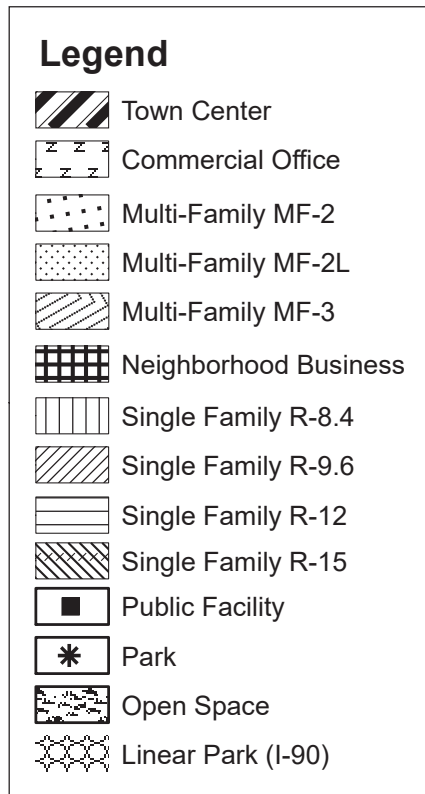 Legend
Town Center
Commercial Office
Multi-Family MF-2
Multi-Family MF-2L
Multi-Family MF-3
Neighborhood Business
Single Family R-8.4
Single Family R-9.6
Single Family R-12
Single Family R-15
Public Facility
Park
Open Space
Linear Park (I-90)